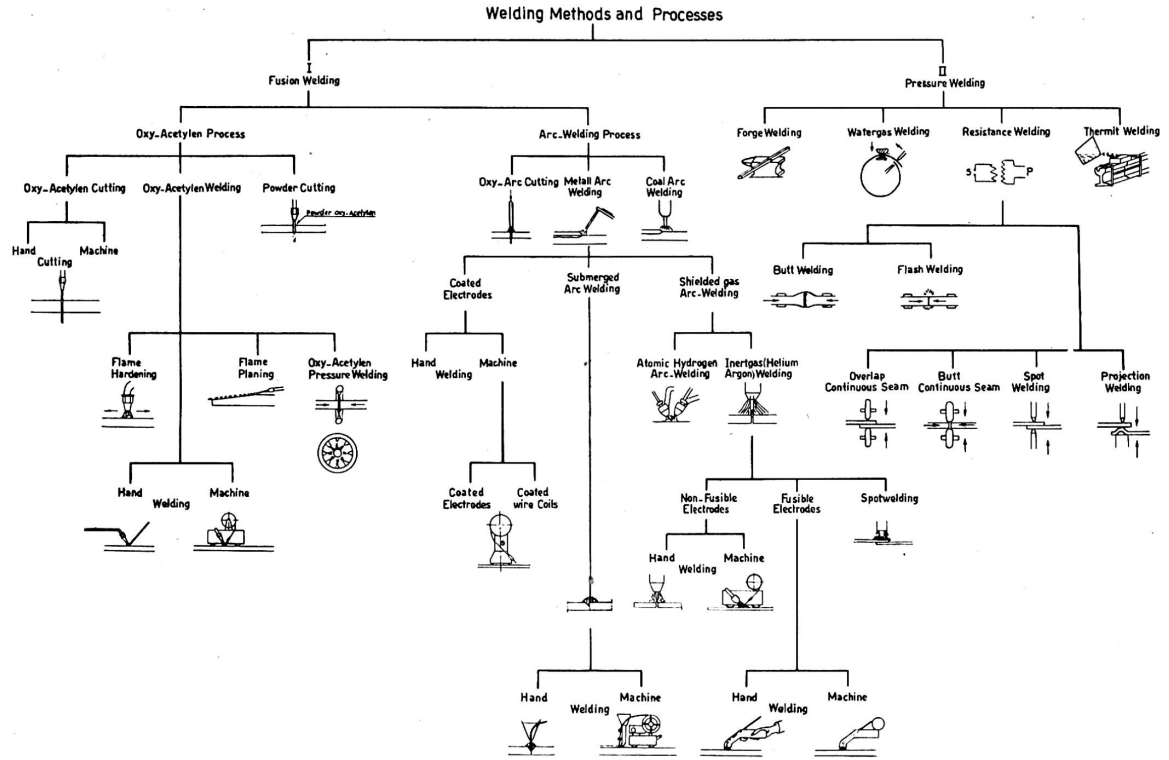 Welding Methods and Processes
I
Fusion Welding
II
Pressure Welding
Oxy-Acetylen Process
Arc-Welding Process
Forge Welding
Watergas Welding
Resistance Welding
Thermit Welding
S
P
Oxy-Acetylen Cutting
Oxy-Acetylen Welding
Powder Cutting
Powder Oxy-Acetylen
Oxy-Arc Cutting
Metall Arc
Welding
Coal Arc
Welding
Hand
Machine
Cutting
Butt Welding
Flash Welding
Coated
Electrodes
Submerged
Arc Welding
Shielded gas
Arc-Welding
Flame
Hardening
Flame
Planing
Oxy-Acetylen
Pressure Welding
Hand
Machine
Welding
Atomic Hydrogen
Arc-Welding
Inertgas(Helium
Argon)Welding
Overlap
Continuous Seam
Butt
Continuous Seam
Spot
Welding
Projection
Welding
Hand
Machine
Welding
Coated
Electrodes
Coated
wire Coils
Non-Fusible
Electrodes
Fusible
Electrodes
Spotwelding
Hand
Machine
Welding
Hand
Machine
Welding
Hand
Machine
Welding